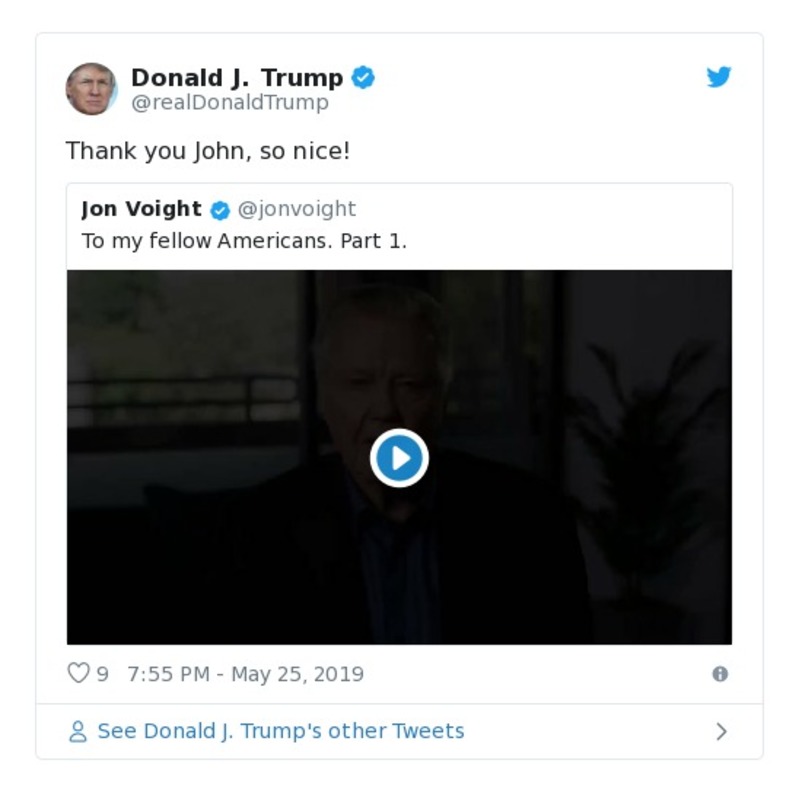 Donald J. Trump
@realDonaldTrump
Thank you John, so nice!
Jon Voight @jonvoight
To my fellow Americans. Part 1.
9 7:55 PM - May 25, 2019
See Donald J. Trump's other Tweets